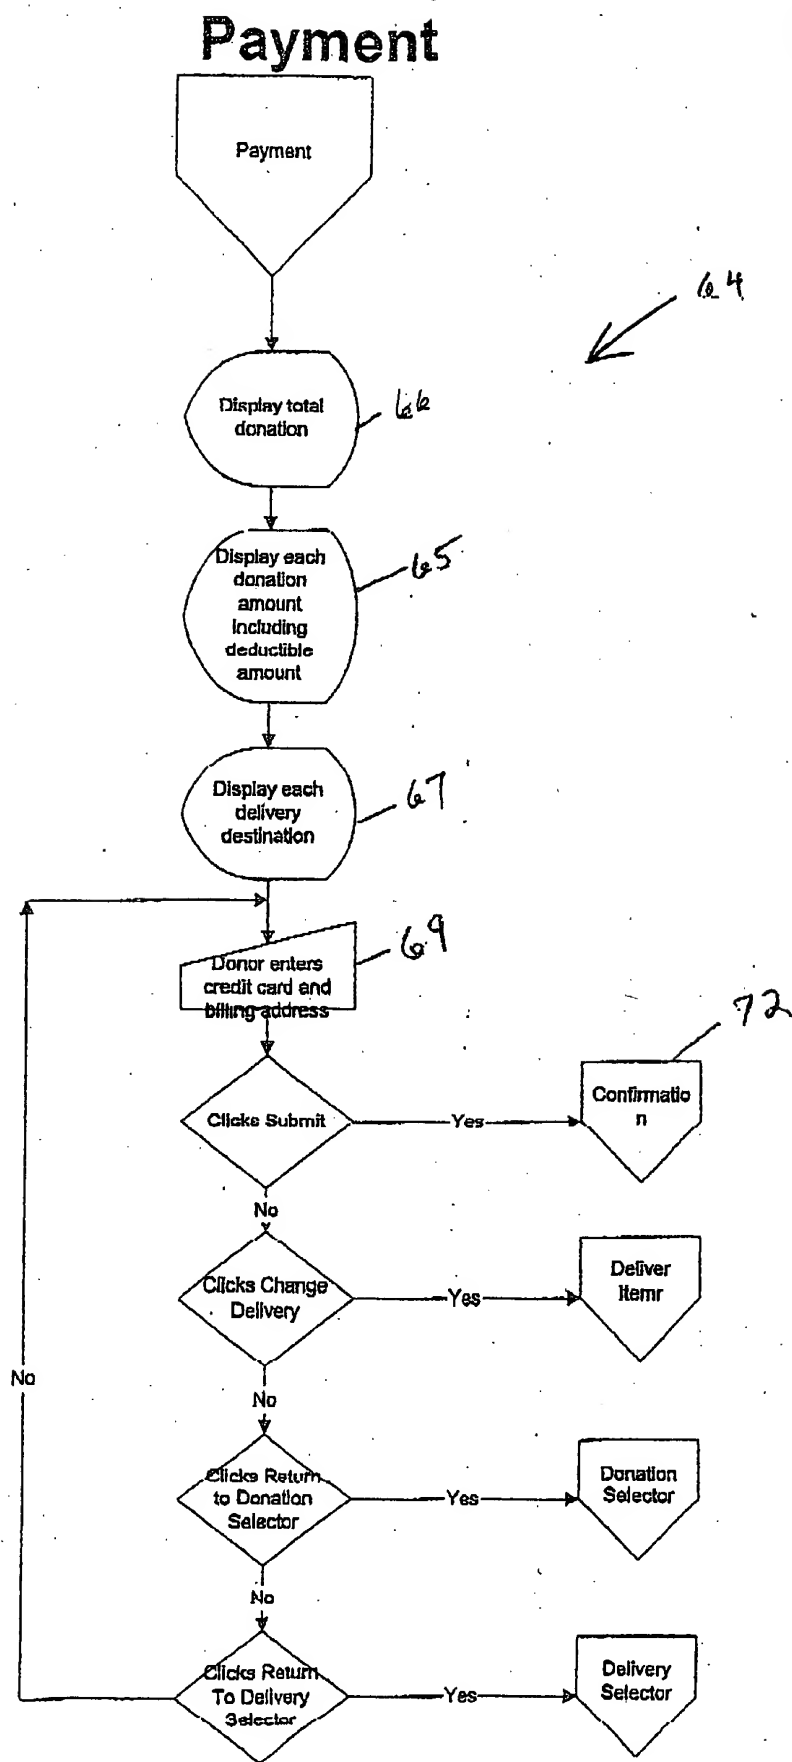 Payment
Payment
64
Display total
donation
66
Display each
donation
amount
including
deductible
amount
65
Display each
delivery
destination
67
Donor enters
credit card and
billing address
69
72
Clicks Submit
Yes
Confirmatio
n
No
Clicks Change
Delivery
Yes
Deliver
Itemr
No
No
Clicks Return
to Donation
Selector
Yes
Donation
Selector
No
Clicks Return
To Delivery
Selector
Yes
Delivery
Selector